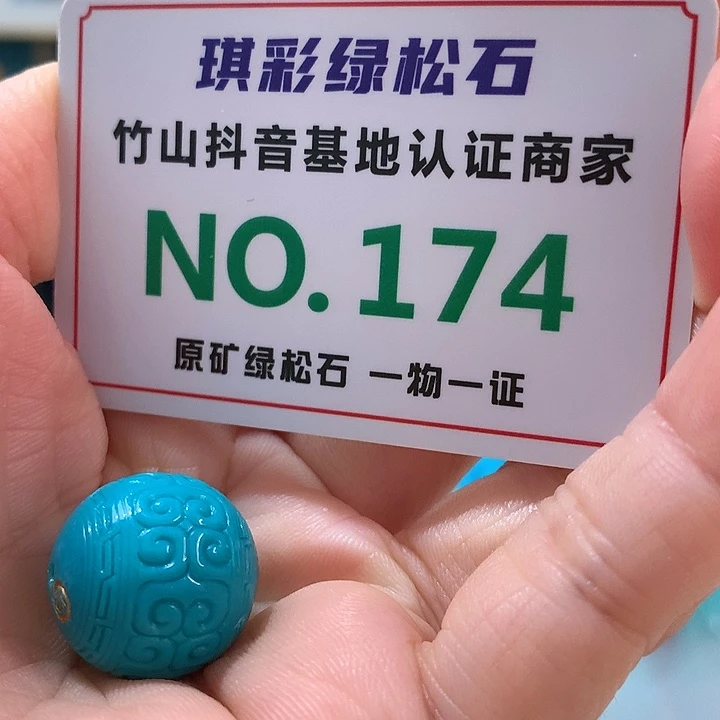 琪彩绿松石
竹山抖音基地认证商家
NO.174
原矿绿松石 一物一证